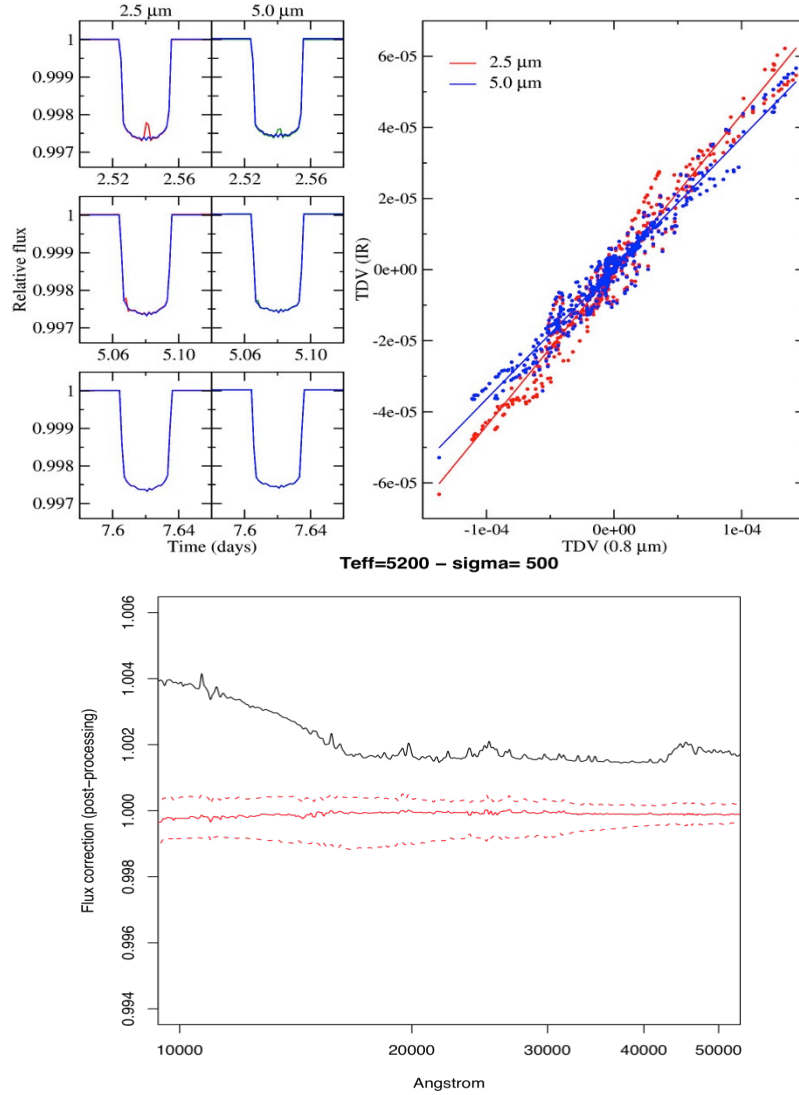 2.5 µm 5.0 µm
1
0.999
0.998
0.997
2.52 2.56 2.52 2.56
1
0.999
0.998
0.997
5.06 5.10 5.06 5.10
1
0.999
0.998
0.997
7.6 7.64 7.6 7.64
Relative flux
Time (days)
2.5 µm
5.0 µm
6e-05
4e-05
2e-05
0e+00
-2e-05
-4e-05
-6e-05
TDV (IR)
-1e-04 0e+00 1e-04
TDV (0.8 µm)
Teff=5200 – sigma= 500
1.006
1.004
1.002
1.000
0.998
0.996
0.994
Flux correction (post−processing)
10000 20000 30000 40000 50000
Angstrom